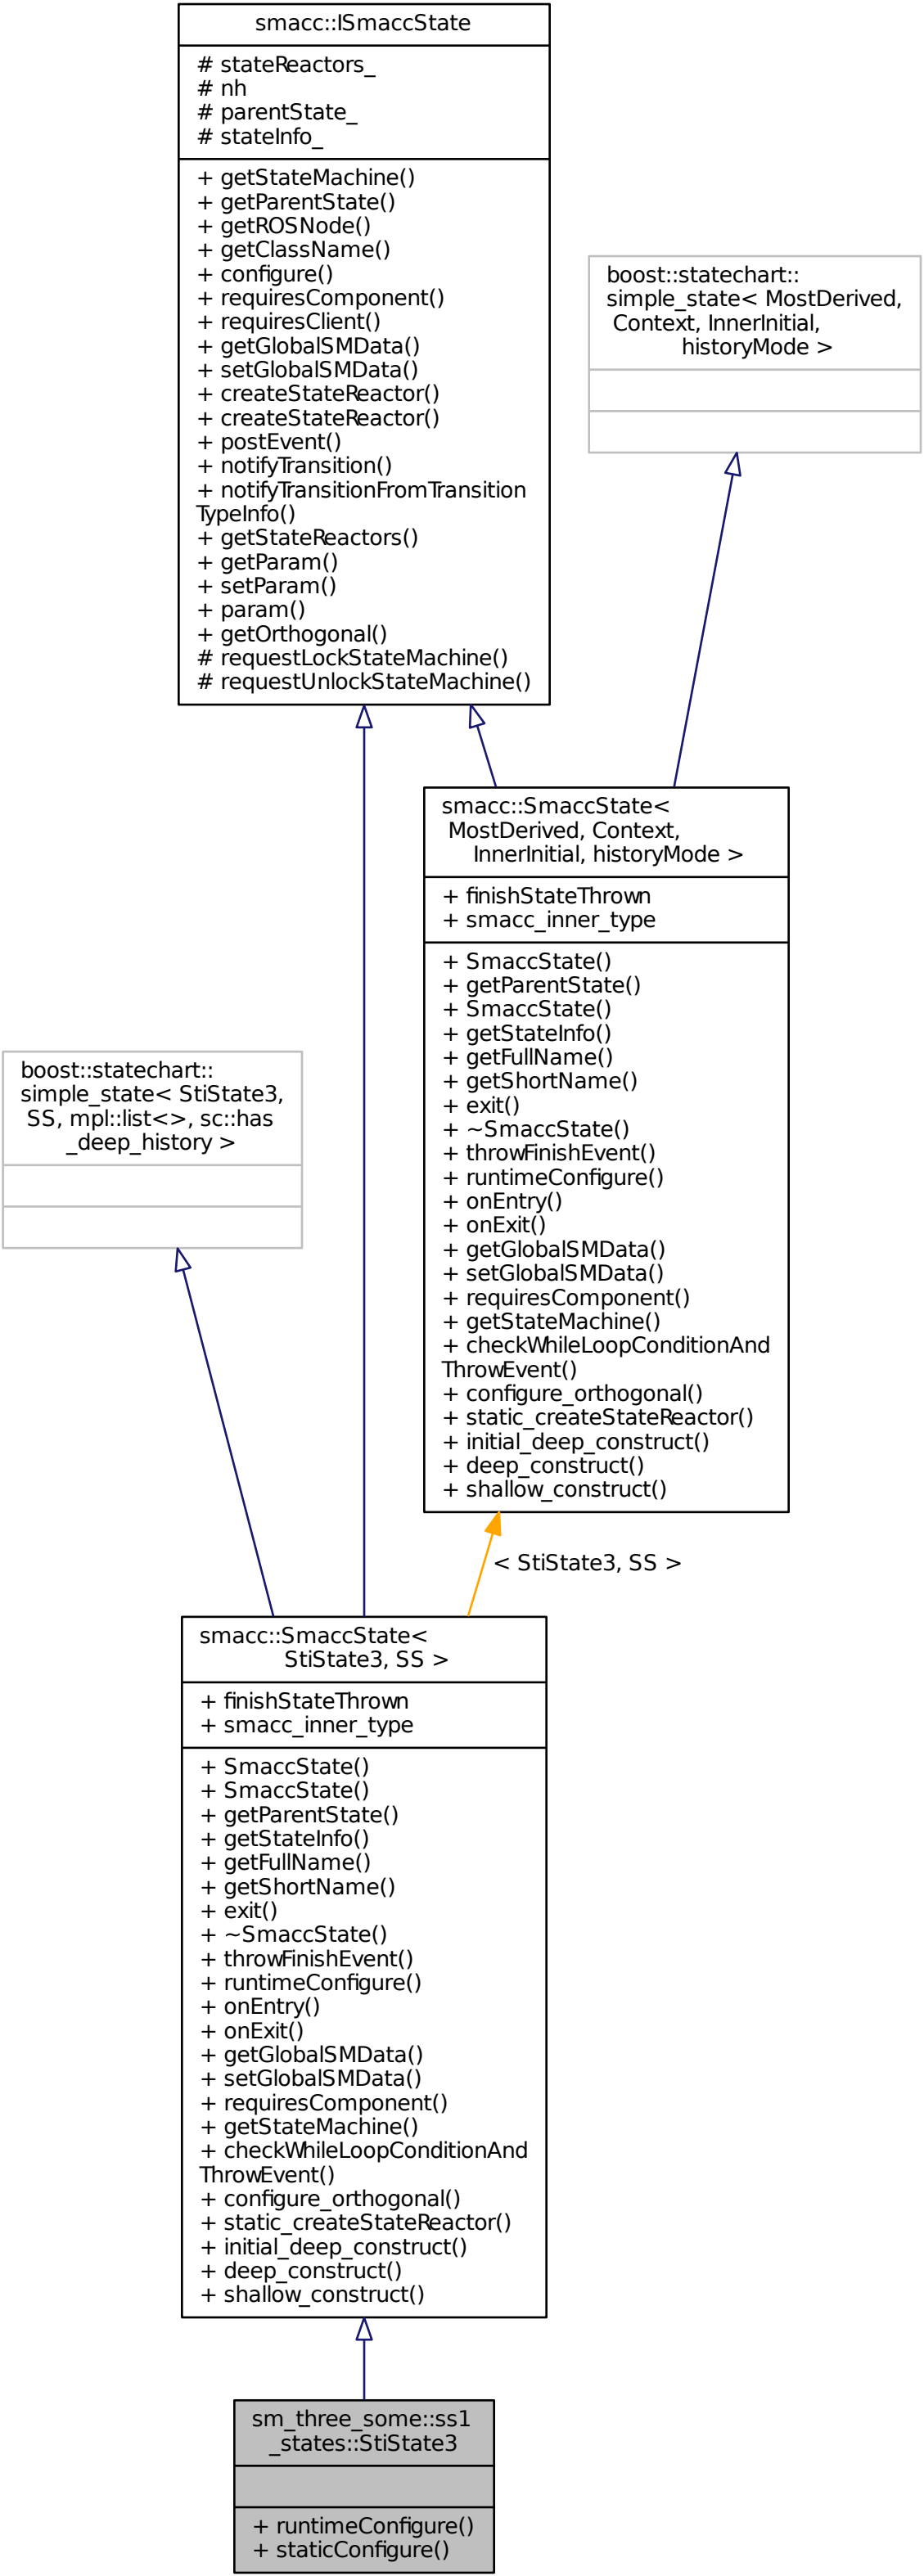 smacc::ISmaccState
# stateReactors_
# nh
# parentState_
# stateInfo_
+ getStateMachine()
+ getParentState()
+ getROSNode()
+ getClassName()
+ configure()
+ requiresComponent()
+ requiresClient()
+ getGlobalSMData()
+ setGlobalSMData()
+ createStateReactor()
+ createStateReactor()
+ postEvent()
+ notifyTransition()
+ notifyTransitionFromTransition
TypeInfo()
+ getStateReactors()
+ getParam()
+ setParam()
+ param()
+ getOrthogonal()
# requestLockStateMachine()
# requestUnlockStateMachine()
boost::statechart::
simple_state< MostDerived,
Context, InnerInitial,
historyMode >
smacc::SmaccState<
MostDerived, Context,
InnerInitial, historyMode >
+ finishStateThrown
+ smacc_inner_type
+ SmaccState()
+ getParentState()
+ SmaccState()
+ getStateInfo()
+ getFullName()
+ getShortName()
+ exit()
+ ~SmaccState()
+ throwFinishEvent()
+ runtimeConfigure()
+ onEntry()
+ onExit()
+ getGlobalSMData()
+ setGlobalSMData()
+ requiresComponent()
+ getStateMachine()
+ checkWhileLoopConditionAnd
ThrowEvent()
+ configure_orthogonal()
+ static_createStateReactor()
+ initial_deep_construct()
+ deep_construct()
+ shallow_construct()
boost::statechart::
simple_state< StiState3,
SS, mpl::list<>, sc::has
_deep_history >
< StiState3, SS >
smacc::SmaccState<
StiState3, SS >
+ finishStateThrown
+ smacc_inner_type
+ SmaccState()
+ SmaccState()
+ getParentState()
+ getStateInfo()
+ getFullName()
+ getShortName()
+ exit()
+ ~SmaccState()
+ throwFinishEvent()
+ runtimeConfigure()
+ onEntry()
+ onExit()
+ getGlobalSMData()
+ setGlobalSMData()
+ requiresComponent()
+ getStateMachine()
+ checkWhileLoopConditionAnd
ThrowEvent()
+ configure_orthogonal()
+ static_createStateReactor()
+ initial_deep_construct()
+ deep_construct()
+ shallow_construct()
sm_three_some::ss1
_states::StiState3
+ runtimeConfigure()
+ staticConfigure()